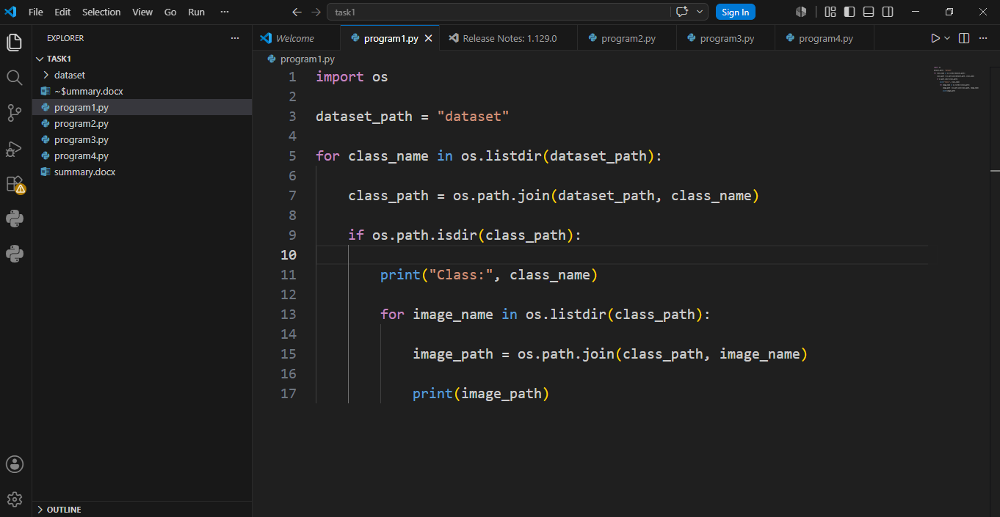 File Edit Selection View Go Run ···
task1
Sign In
EXPLORER ···
TASK1
dataset
~$ummary.docx
program1.py
program2.py
program3.py
program4.py
summary.docx
OUTLINE
Welcome program1.py Release Notes: 1.129.0 program2.py program3.py program4.py ···
program1.py
1 import os
2
3 dataset_path = "dataset"
4
5 for class_name in os.listdir(dataset_path):
6
7 class_path = os.path.join(dataset_path, class_name)
8
9 if os.path.isdir(class_path):
10
11 print("Class:", class_name)
12
13 for image_name in os.listdir(class_path):
14
15 image_path = os.path.join(class_path, image_name)
16
17 print(image_path)